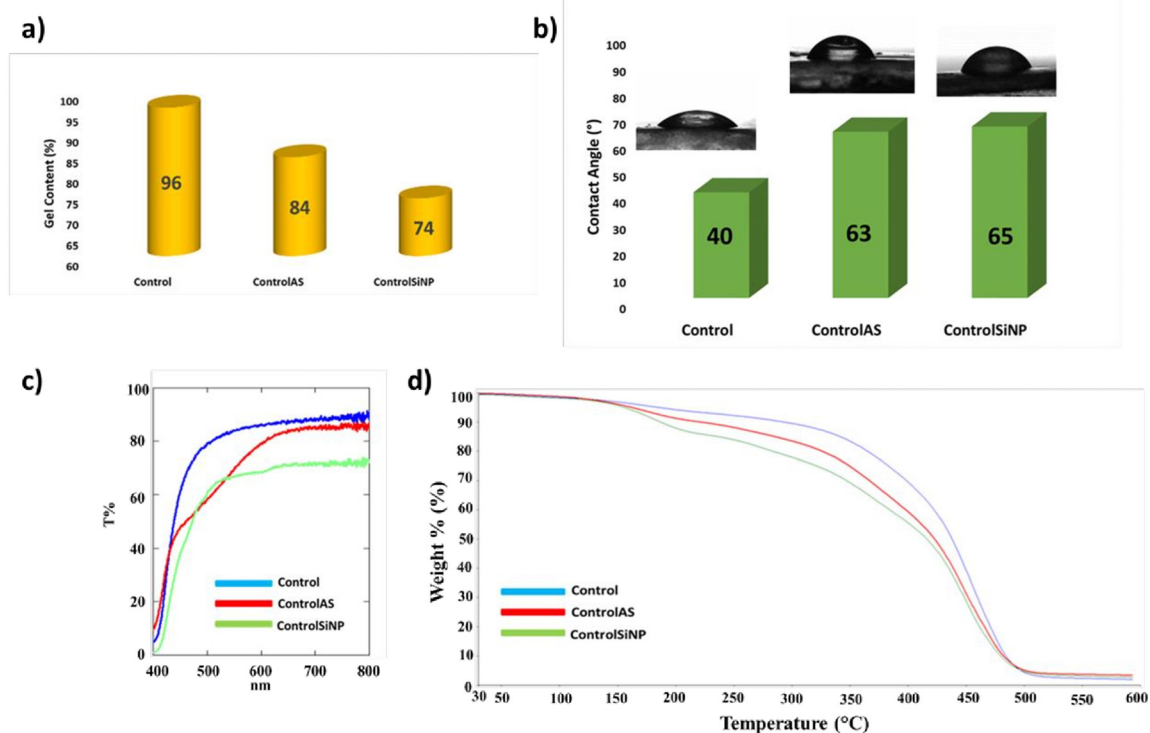 a)
Gel Content (%)
100
95
90
85
80
75
70
65
60
96
84
74
Control ControlAS ControlSiNP
b)
Contact Angle (°)
100
90
80
70
60
50
40
30
20
10
0
40
63
65
Control ControlAS ControlSiNP
c)
T%
100
80
60
40
20
0
Control
ControlAS
ControlSiNP
400 500 600 700 800
nm
d)
Weight % (%)
100
90
80
70
60
50
40
30
20
10
0
Control
ControlAS
ControlSiNP
30 50 100 150 200 250 300 350 400 450 500 550 600
Temperature (°C)